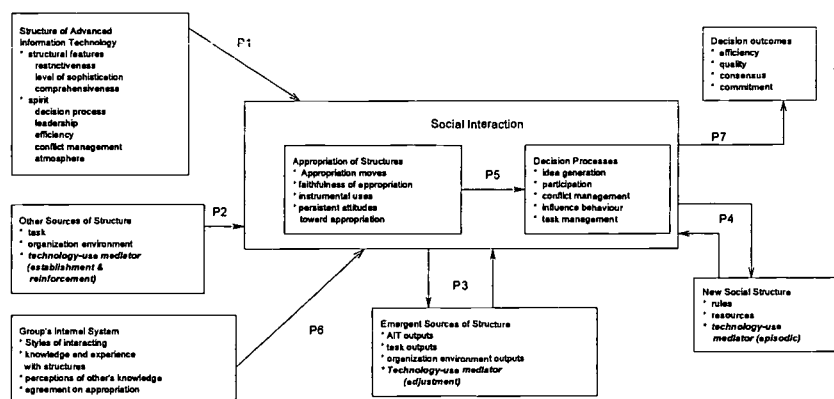 Structure of Advanced
Information Technology
* structural features
restrictiveness
level of sophistication
comprehensiveness
* spirit
decision process
leadership
efficiency
conflict management
atmosphere
P1
Other Sources of Structure
* task
* organization environment
* technology-use mediator
(establishment &
reinforcement)
P2
Group's Internal System
* Styles of interacting
* knowledge and experience
with structures
* perceptions of other's knowledge
* agreement on appropriation
P6
Social Interaction
Appropriation of Structures
* Appropriation moves
* faithfulness of appropriation
* instrumental uses
* persistent attitudes
toward appropriation
P5
Decision Processes
* idea generation
* participation
* conflict management
* influence behaviour
* task management
P3
Emergent Sources of Structure
* AIT outputs
* task outputs
* organization environment outputs
* Technology-use mediator
(adjustment)
Decision outcomes
* efficiency
* quality
* consensus
* commitment
P7
P4
New Social Structure
* rules
* resources
* technology-use
mediator (episodic)